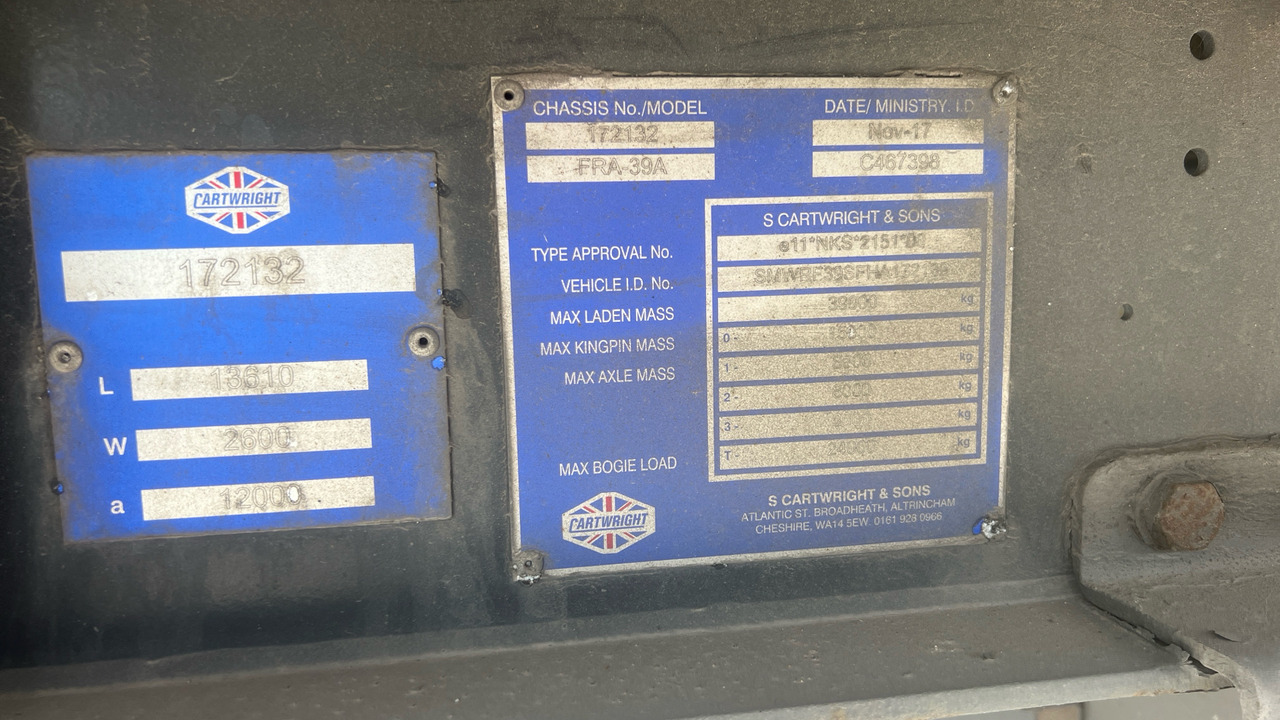 CARTWRIGHT
172132
L 13610
W 2600
a 12000
CHASSIS No./MODEL
172132
FRA-39A
DATE/ MINISTRY. I.D
Nov-17
C467398
S CARTWRIGHT & SONS
TYPE APPROVAL No.
VEHICLE I.D. No.
MAX LADEN MASS 39000 kg
MAX KINGPIN MASS 0 - kg
MAX AXLE MASS 1 - kg
2 - kg
3 - kg
MAX BOGIE LOAD T - kg
CARTWRIGHT
S CARTWRIGHT & SONS
ATLANTIC ST. BROADHEATH, ALTRINCHAM
CHESHIRE, WA14 5EW. 0161 928 0966